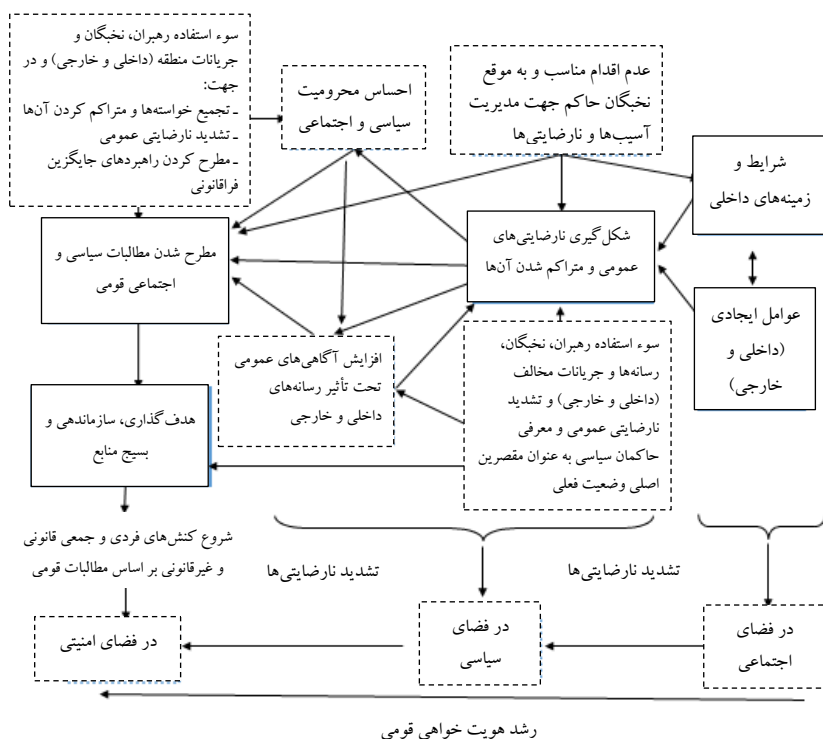 سوء استفاده رهبران، نخبگان و
جریانات منطقه (داخلی و خارجی) و در
جهت:
ـ تجمیع خواسته‌ها و متراکم کردن آن‌ها
ـ تشدید نارضایتی عمومی
ـ مطرح کردن راهبردهای جایگزین
فراقانونی
احساس محرومیت
سیاسی و اجتماعی
عدم اقدام مناسب و به موقع
نخبگان حاکم جهت مدیریت
آسیب‌ها و نارضایتی‌ها
شرایط و
زمینه‌های داخلی
شکل‌گیری نارضایتی‌های
عمومی و متراکم شدن آن‌ها
مطرح شدن مطالبات سیاسی و
اجتماعی قومی
عوامل ایجادی
(داخلی و
خارجی)
سوء استفاده رهبران، نخبگان،
رسانه‌ها و جریانات مخالف
(داخلی و خارجی) و تشدید
نارضایتی عمومی و معرفی
حاکمان سیاسی به عنوان مقصرین
اصلی وضعیت فعلی
افزایش آگاهی‌های عمومی
تحت تأثیر رسانه‌های
داخلی و خارجی
هدف‌گذاری، سازماندهی و
بسیج منابع
شروع کنش‌های فردی و جمعی قانونی
و غیرقانونی بر اساس مطالبات قومی
تشدید نارضایتی‌ها
تشدید نارضایتی‌ها
در فضای
اجتماعی
در فضای
سیاسی
در فضای امنیتی
رشد هویت خواهی قومی